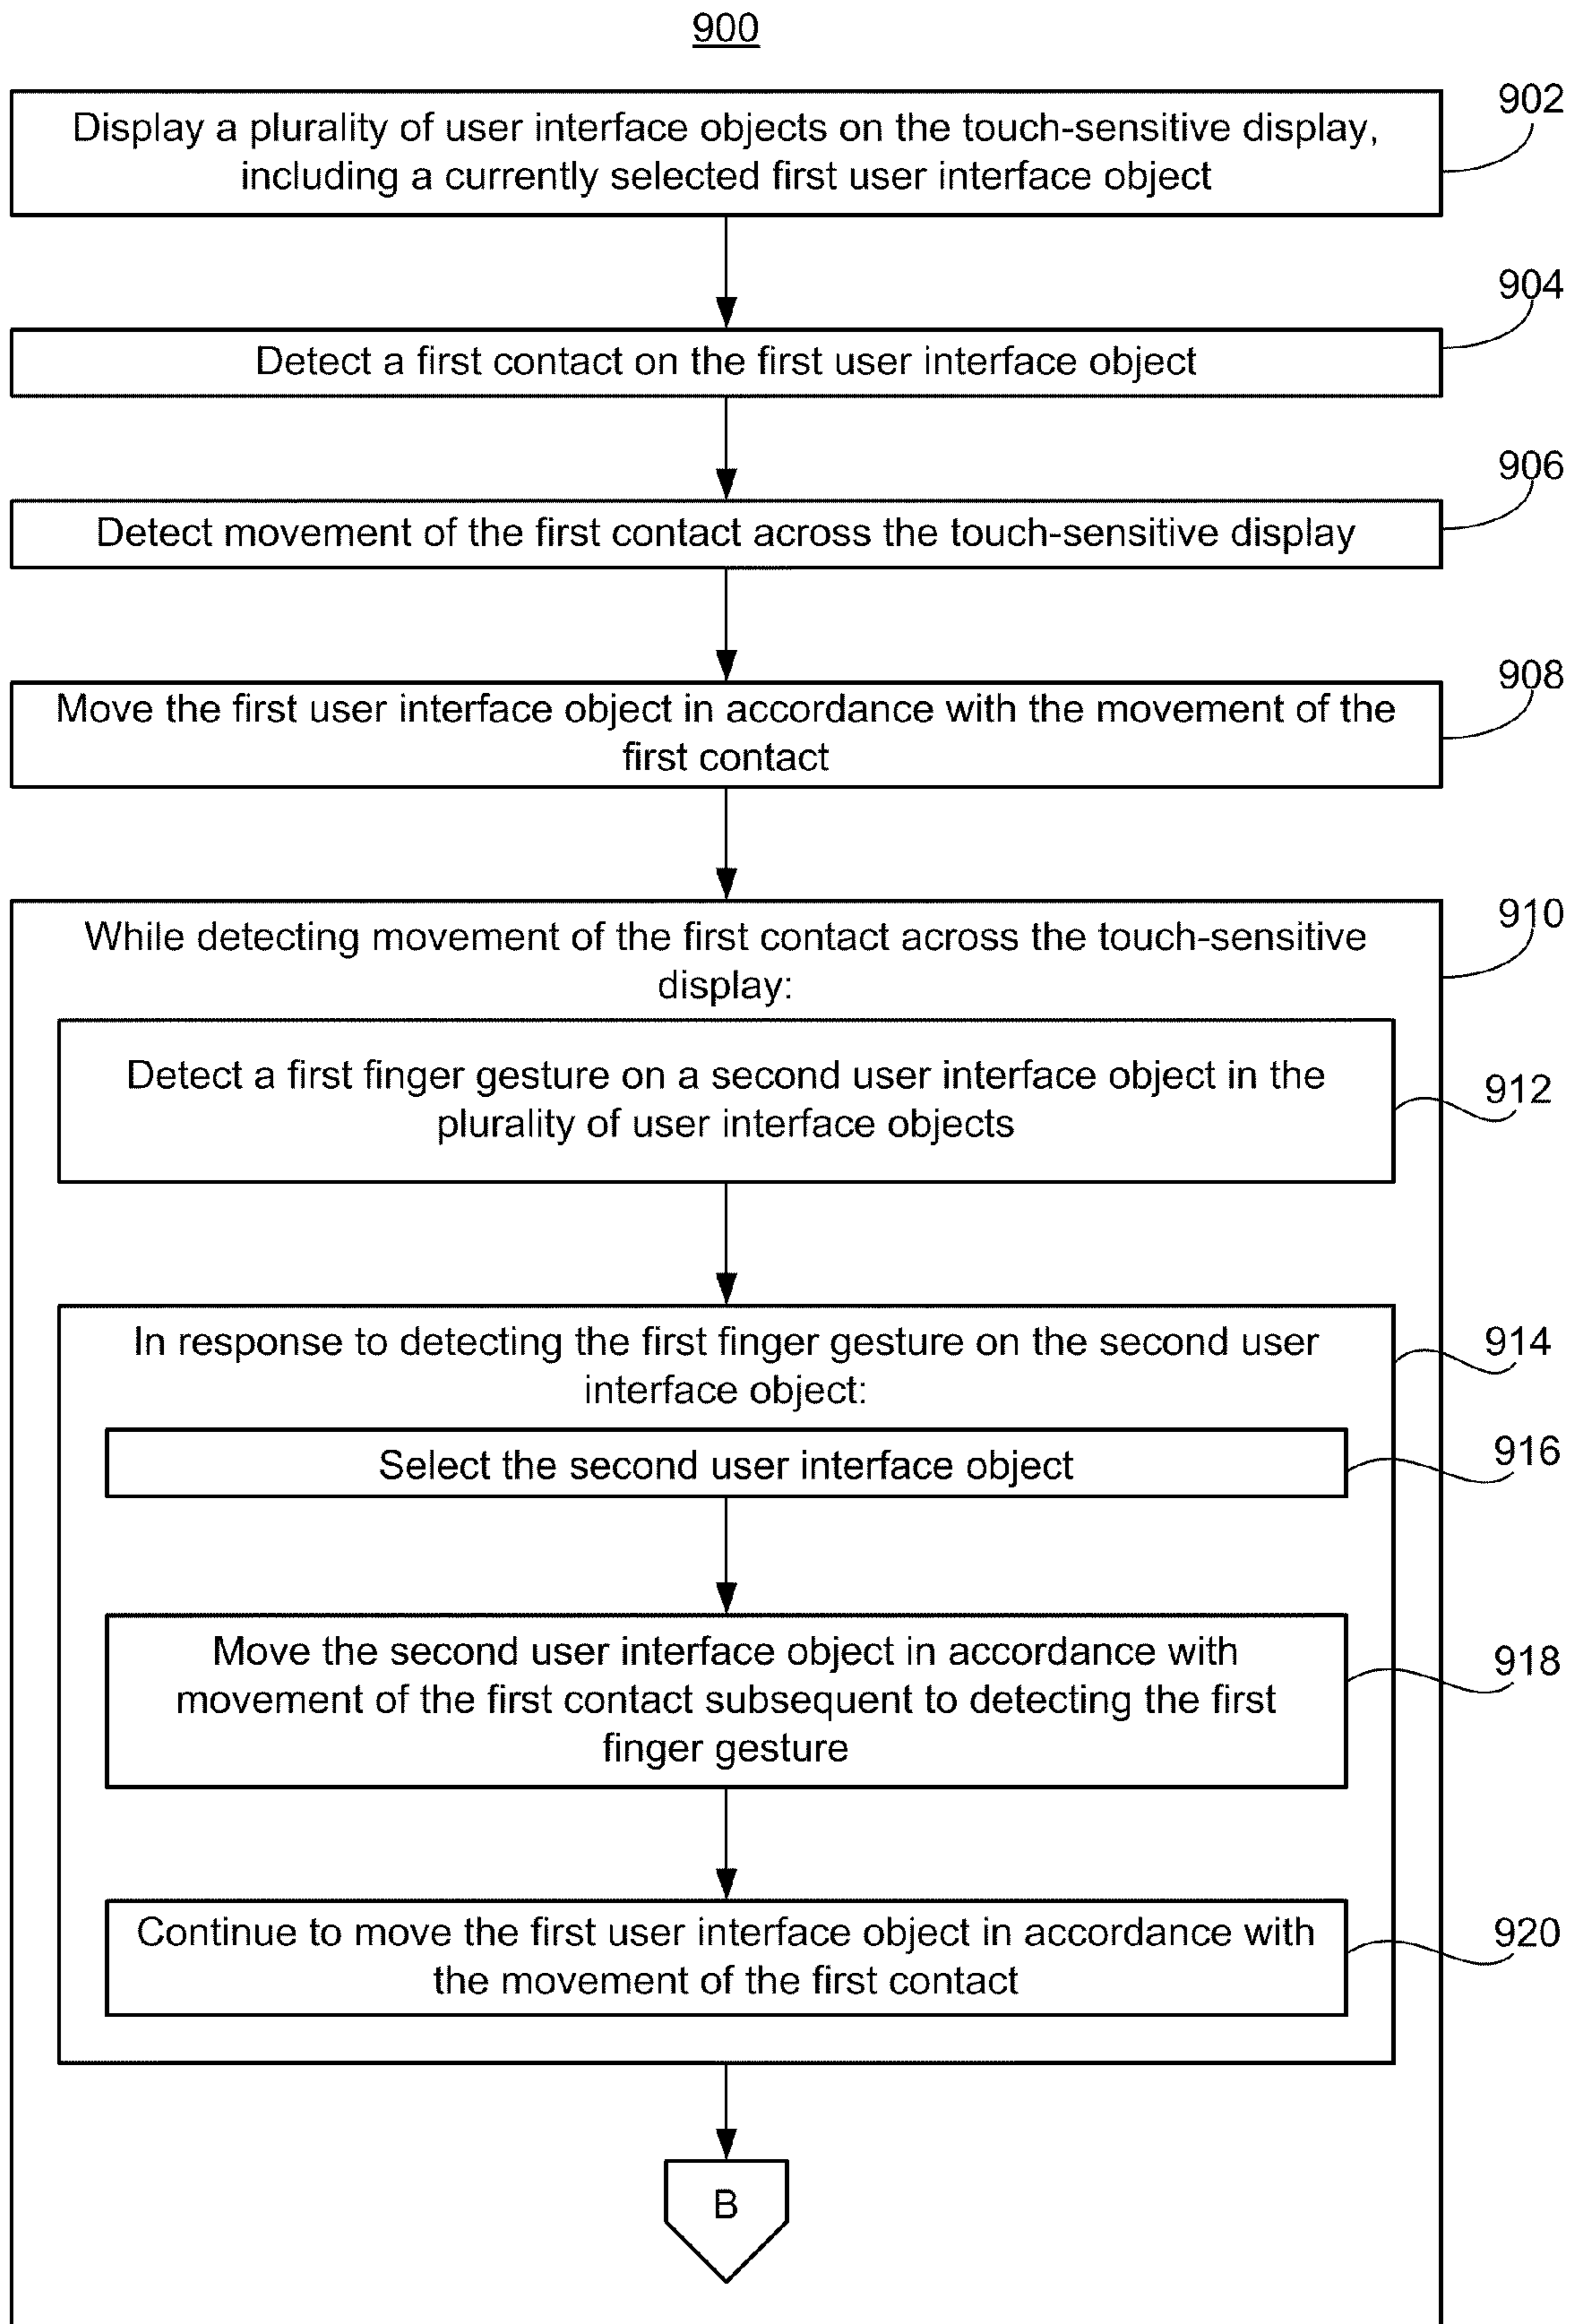 900
902
Display a plurality of user interface objects on the touch-sensitive display,
including a currently selected first user interface object
904
Detect a first contact on the first user interface object
906
Detect movement of the first contact across the touch-sensitive display
908
Move the first user interface object in accordance with the movement of the
first contact
910
While detecting movement of the first contact across the touch-sensitive
display:
Detect a first finger gesture on a second user interface object in the
912
plurality of user interface objects
In response to detecting the first finger gesture on the second user
914
interface object:
Select the second user interface object
916
Move the second user interface object in accordance with
918
movement of the first contact subsequent to detecting the first
finger gesture
Continue to move the first user interface object in accordance with
920
the movement of the first contact
B